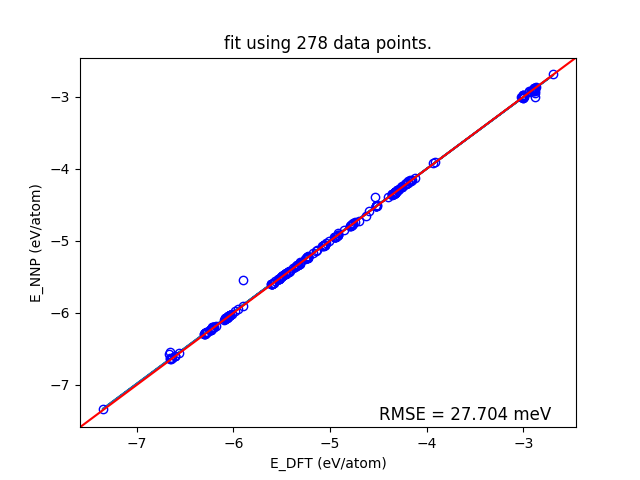 fit using 278 data points.
−3
−4
−5
−6
−7
E_NNP (eV/atom)
RMSE = 27.704 meV
−7 −6 −5 −4 −3
E_DFT (eV/atom)